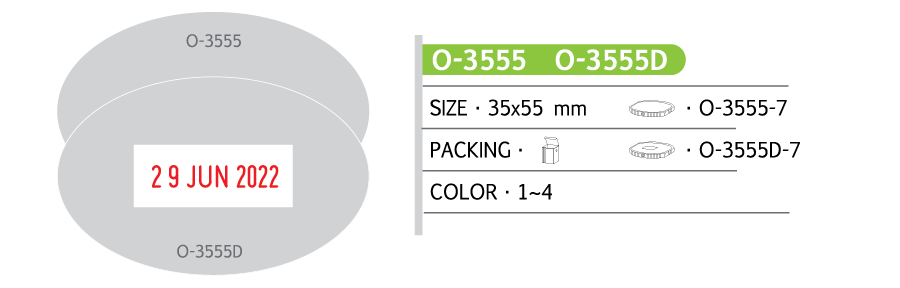 O-3555
2 9 JUN 2022
O-3555D
O-3555 O-3555D
SIZE · 35x55 mm · O-3555-7
PACKING · · O-3555D-7
COLOR · 1~4